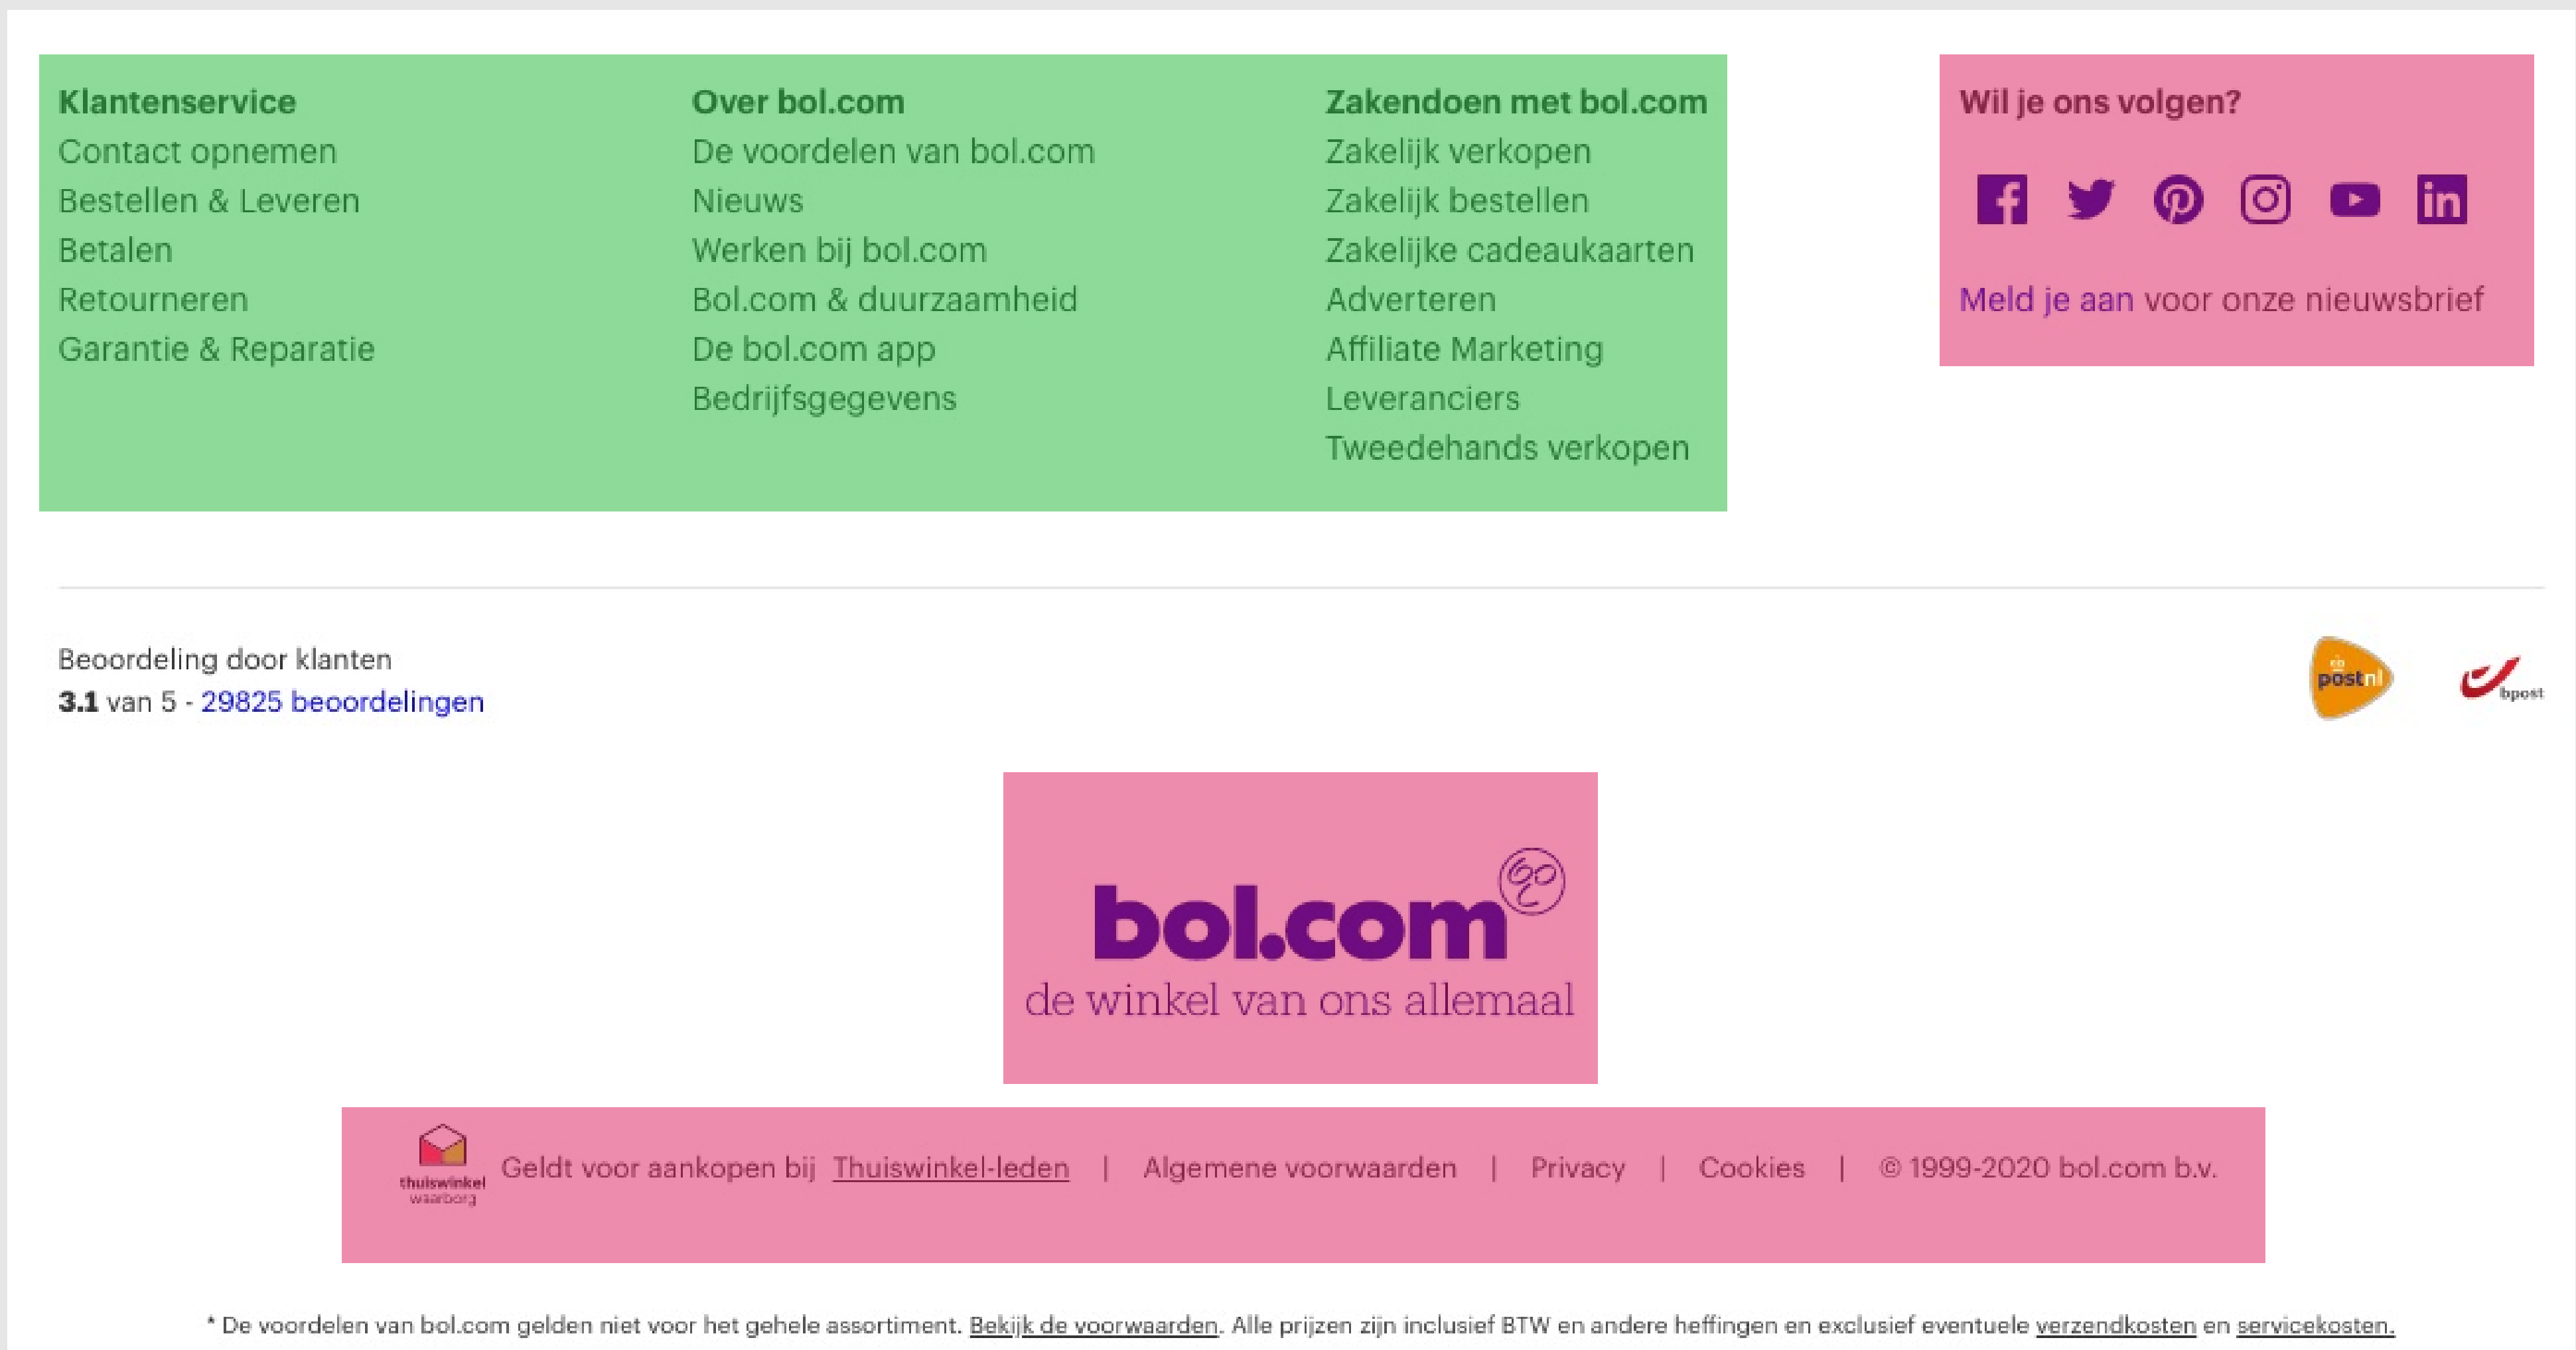 Klantenservice
Contact opnemen
Bestellen & Leveren
Betalen
Retourneren
Garantie & Reparatie
Over bol.com
De voordelen van bol.com
Nieuws
Werken bij bol.com
Bol.com & duurzaamheid
De bol.com app
Bedrijfsgegevens
Zakendoen met bol.com
Zakelijk verkopen
Zakelijk bestellen
Zakelijke cadeaukaarten
Adverteren
Affiliate Marketing
Leveranciers
Tweedehands verkopen
Wil je ons volgen?
Meld je aan voor onze nieuwsbrief
Beoordeling door klanten
3.1 van 5 - 29825 beoordelingen
postnl
bpost
bol.com
de winkel van ons allemaal
thuiswinkel
waarborg
Geldt voor aankopen bij Thuiswinkel-leden | Algemene voorwaarden | Privacy | Cookies | © 1999-2020 bol.com b.v.
* De voordelen van bol.com gelden niet voor het gehele assortiment. Bekijk de voorwaarden. Alle prijzen zijn inclusief BTW en andere heffingen en exclusief eventuele verzendkosten en servicekosten.